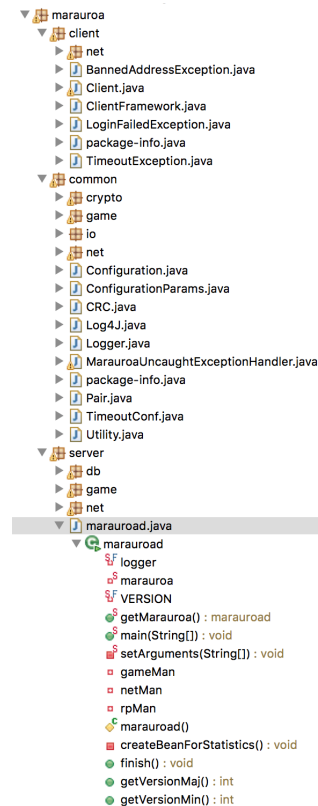 marauroa
client
net
BannedAddressException.java
Client.java
ClientFramework.java
LoginFailedException.java
package-info.java
TimeoutException.java
common
crypto
game
io
net
Configuration.java
ConfigurationParams.java
CRC.java
Log4J.java
Logger.java
MarauroaUncaughtExceptionHandler.java
package-info.java
Pair.java
TimeoutConf.java
Utility.java
server
db
game
net
marauroad.java
marauroad
logger
marauroa
VERSION
getMarauroa() : marauroad
main(String[]) : void
setArguments(String[]) : void
gameMan
netMan
rpMan
marauroad()
createBeanForStatistics() : void
finish() : void
getVersionMaj() : int
getVersionMin() : int